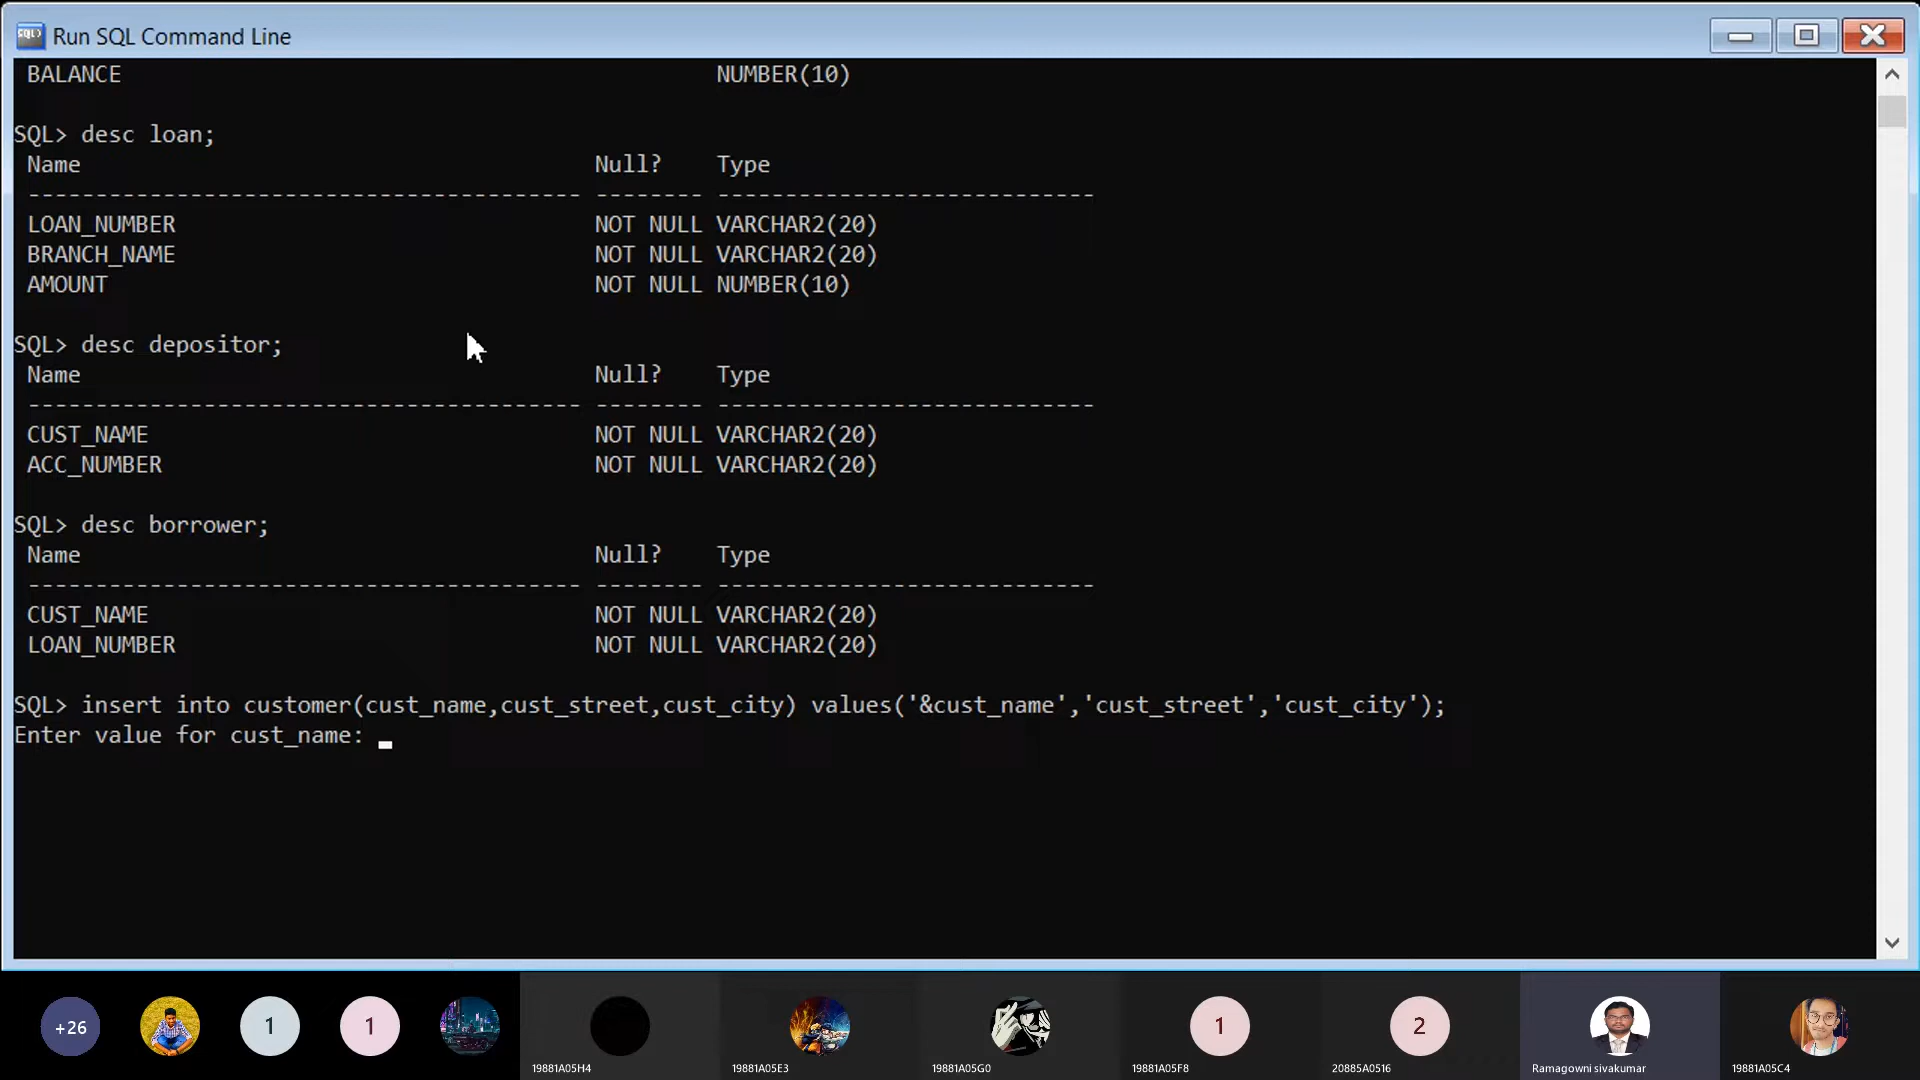 SQL> Run SQL Command Line
BALANCE NUMBER(10)
SQL> desc loan;
Name Null? Type
---------------------------------------- -------- ----------------------------
LOAN_NUMBER NOT NULL VARCHAR2(20)
BRANCH_NAME NOT NULL VARCHAR2(20)
AMOUNT NOT NULL NUMBER(10)
SQL> desc depositor;
Name Null? Type
---------------------------------------- -------- ----------------------------
CUST_NAME NOT NULL VARCHAR2(20)
ACC_NUMBER NOT NULL VARCHAR2(20)
SQL> desc borrower;
Name Null? Type
---------------------------------------- -------- ----------------------------
CUST_NAME NOT NULL VARCHAR2(20)
LOAN_NUMBER NOT NULL VARCHAR2(20)
SQL> insert into customer(cust_name,cust_street,cust_city) values('&cust_name','cust_street','cust_city');
Enter value for cust_name:
+26 1 1 1 2
19881A05H4 19881A05E3 19881A05G0 19881A05F8 20885A0516 Ramagowni sivakumar 19881A05C4